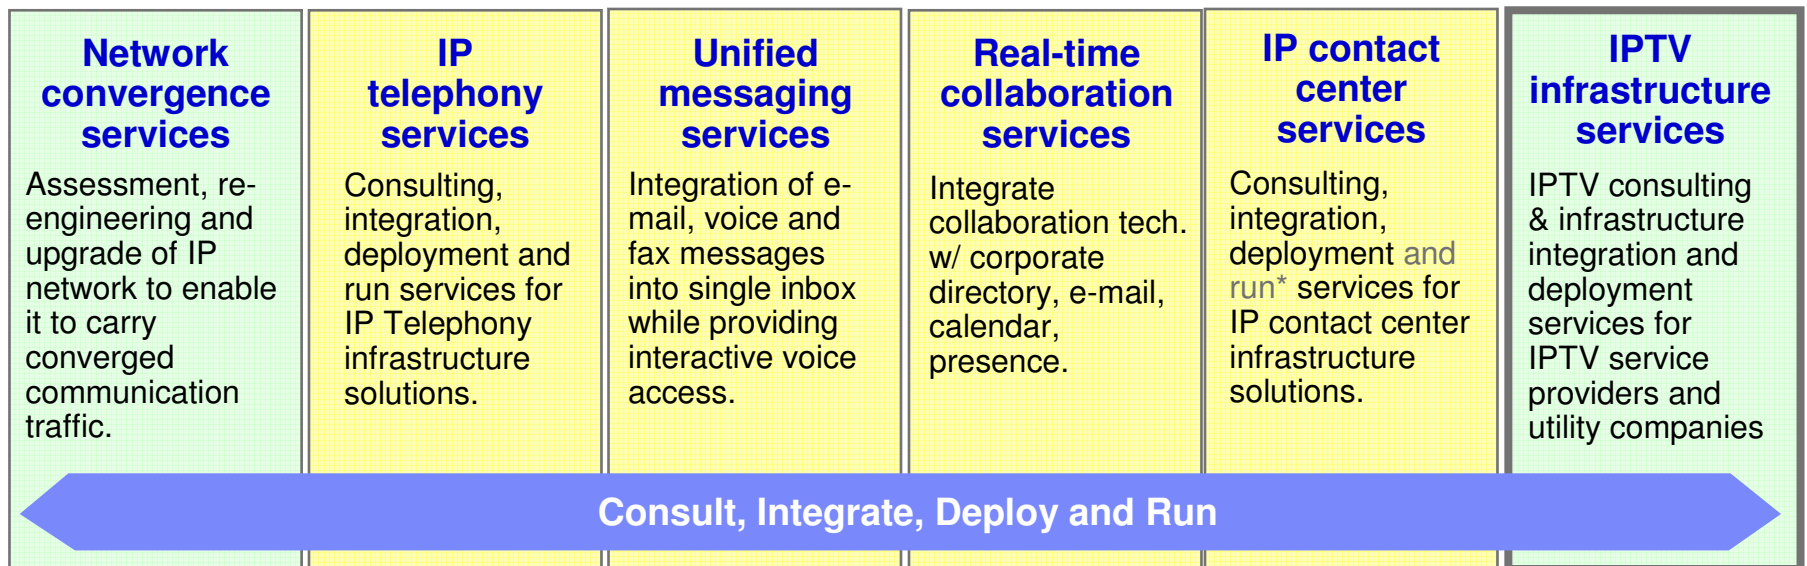 Network
convergence
services
Assessment, re-
engineering and
upgrade of IP
network to enable
it to carry
converged
communication
traffic.
IP
telephony
services
Consulting,
integration,
deployment and
run services for
IP Telephony
infrastructure
solutions.
Unified
messaging
services
Integration of e-
mail, voice and
fax messages
into single inbox
while providing
interactive voice
access.
Real-time
collaboration
services
Integrate
collaboration tech.
w/ corporate
directory, e-mail,
calendar,
presence.
IP contact
center
services
Consulting,
integration,
deployment and
run* services for
IP contact center
infrastructure
solutions.
IPTV
infrastructure
services
IPTV consulting
& infrastructure
integration and
deployment
services for
IPTV service
providers and
utility companies
Consult, Integrate, Deploy and Run